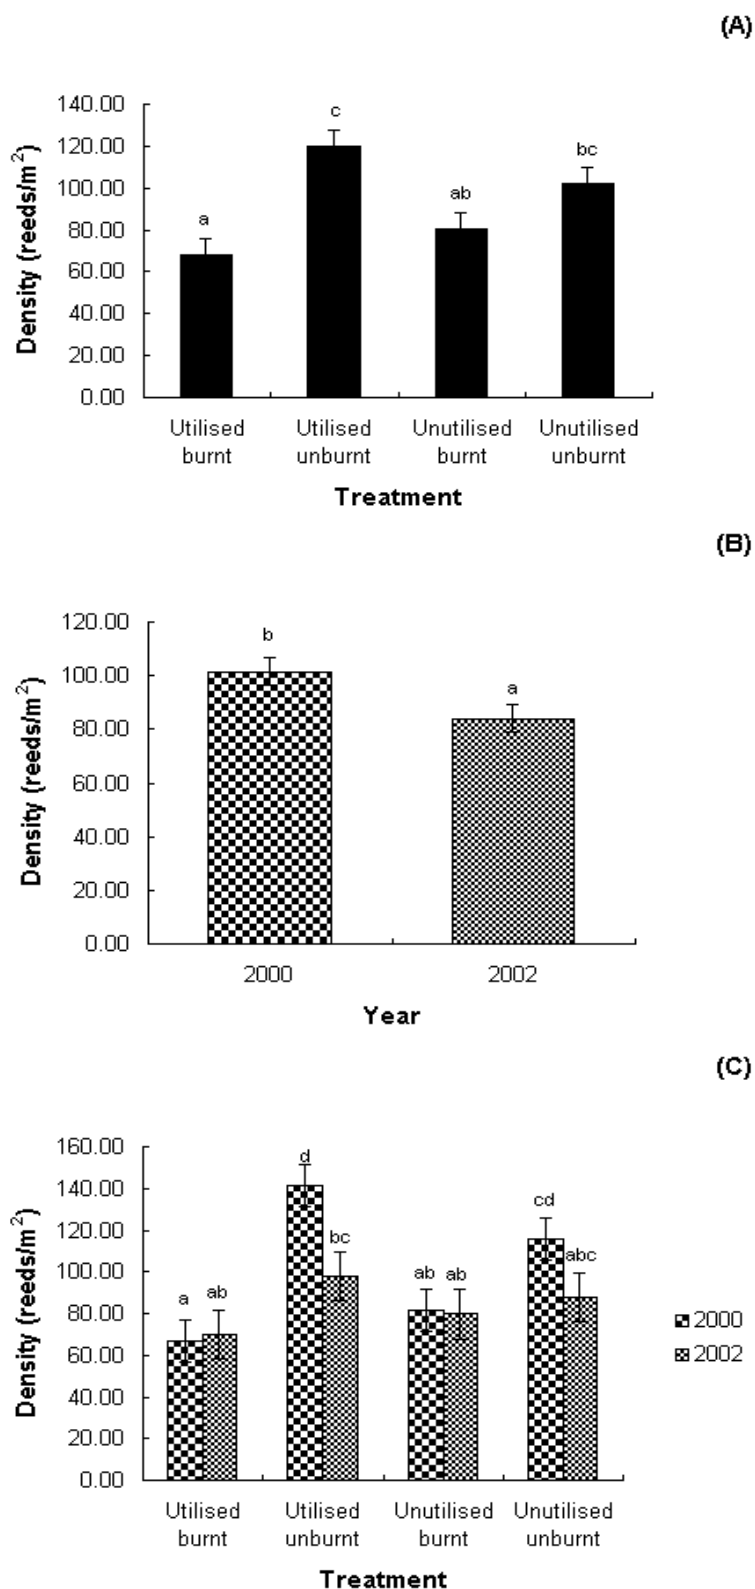 (A)
140.00
120.00
100.00
80.00
60.00
40.00
20.00
0.00
Density (reeds/m²)
a
c
ab
bc
Utilised burnt
Utilised unburnt
Unutilised burnt
Unutilised unburnt
Treatment
(B)
120.00
100.00
80.00
60.00
40.00
20.00
0.00
Density (reeds/m²)
b
a
2000
2002
Year
(C)
160.00
140.00
120.00
100.00
80.00
60.00
40.00
20.00
0.00
Density (reeds/m²)
a
ab
d
bc
ab
ab
cd
abc
2000
2002
Utilised burnt
Utilised unburnt
Unutilised burnt
Unutilised unburnt
Treatment